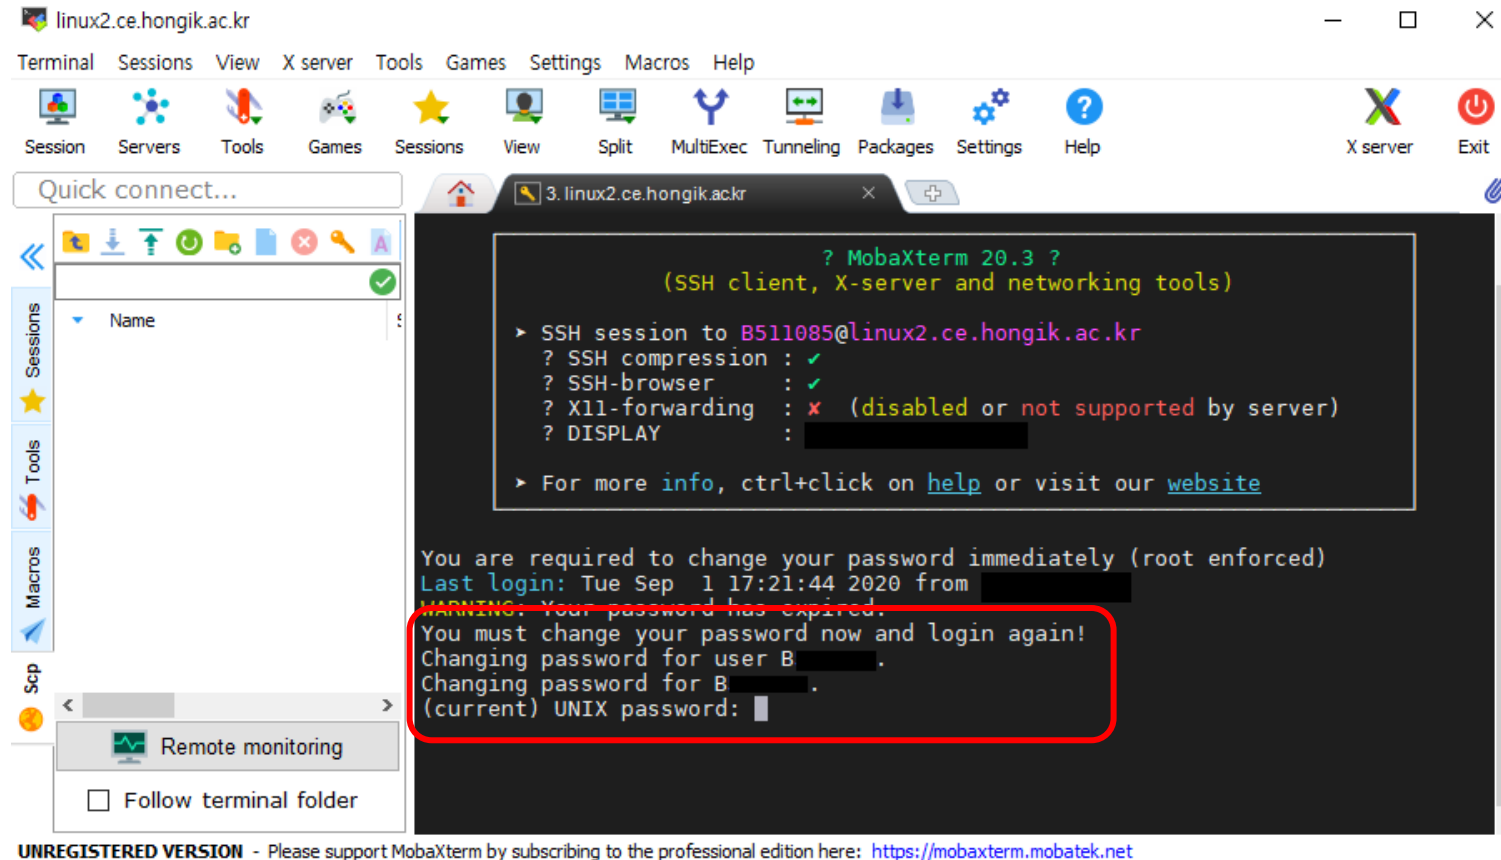 linux2.ce.hongik.ac.kr
Terminal Sessions View X server Tools Games Settings Macros Help
Session Servers Tools Games Sessions View Split MultiExec Tunneling Packages Settings Help X server Exit
Quick connect...
3. linux2.ce.hongik.ac.kr
Name
Sessions
Tools
Macros
Scp
? MobaXterm 20.3 ?
(SSH client, X-server and networking tools)
➤ SSH session to B511085@linux2.ce.hongik.ac.kr
? SSH compression : ✔
? SSH-browser : ✔
? X11-forwarding : ✘ (disabled or not supported by server)
? DISPLAY :
➤ For more info, ctrl+click on help or visit our website
You are required to change your password immediately (root enforced)
Last login: Tue Sep 1 17:21:44 2020 from
WARNING: Your password has expired.
You must change your password now and login again!
Changing password for user B .
Changing password for B .
(current) UNIX password:
Remote monitoring
Follow terminal folder
UNREGISTERED VERSION - Please support MobaXterm by subscribing to the professional edition here: https://mobaxterm.mobatek.net